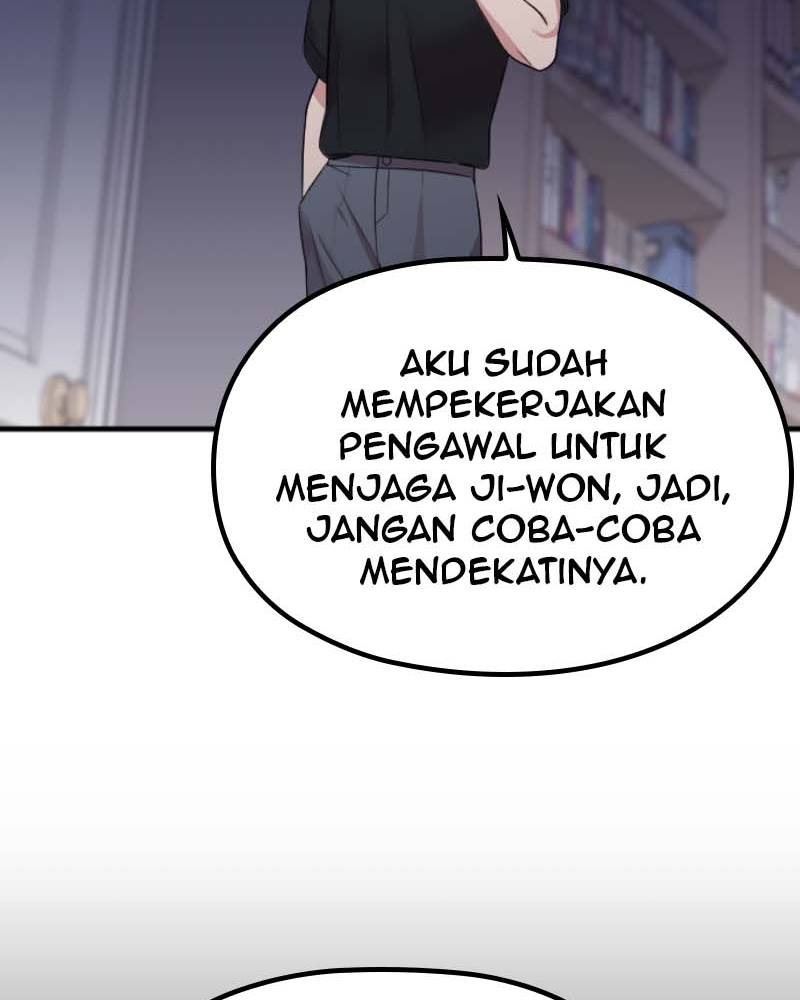 AKU SUDAH
MEMPEKERJAKAN
PENGAWAL UNTUK
MENJAGA JI-WON, JADI,
JANGAN COBA-COBA
MENDEKATINYA.